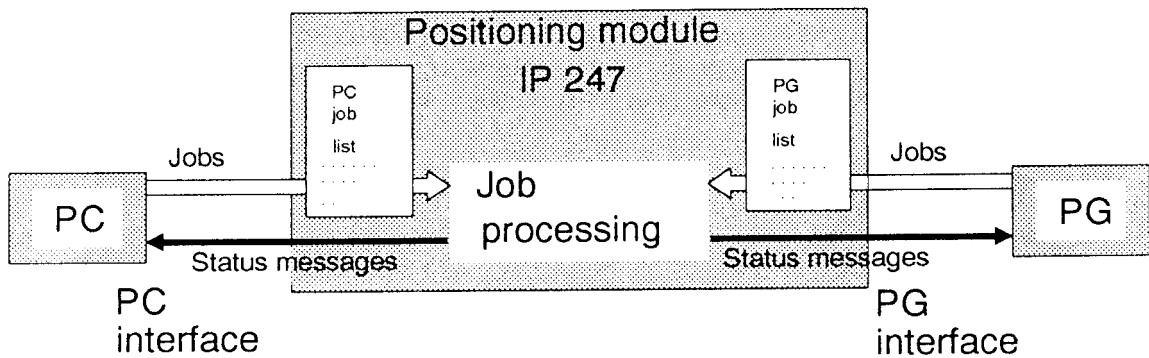 Positioning module
IP 247
PC
job
list
PG
job
list
Jobs
Jobs
PC
Job
processing
PG
Status messages
Status messages
PC
interface
PG
interface